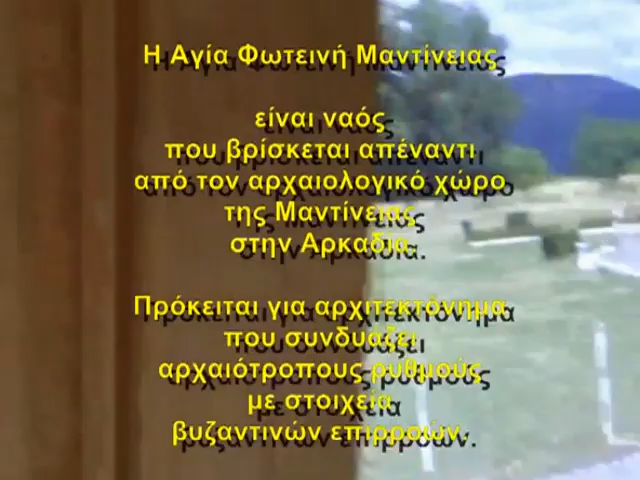 Η Αγία Φωτεινή Μαντίνειας
είναι ναός
που βρίσκεται απέναντι
από τον αρχαιολογικό χώρο
της Μαντίνειας
στην Αρκαδία.
Πρόκειται για αρχιτεκτόνημα
που συνδυάζει
αρχαιότροπους ρυθμούς
με στοιχεία
βυζαντινών επιρροών.